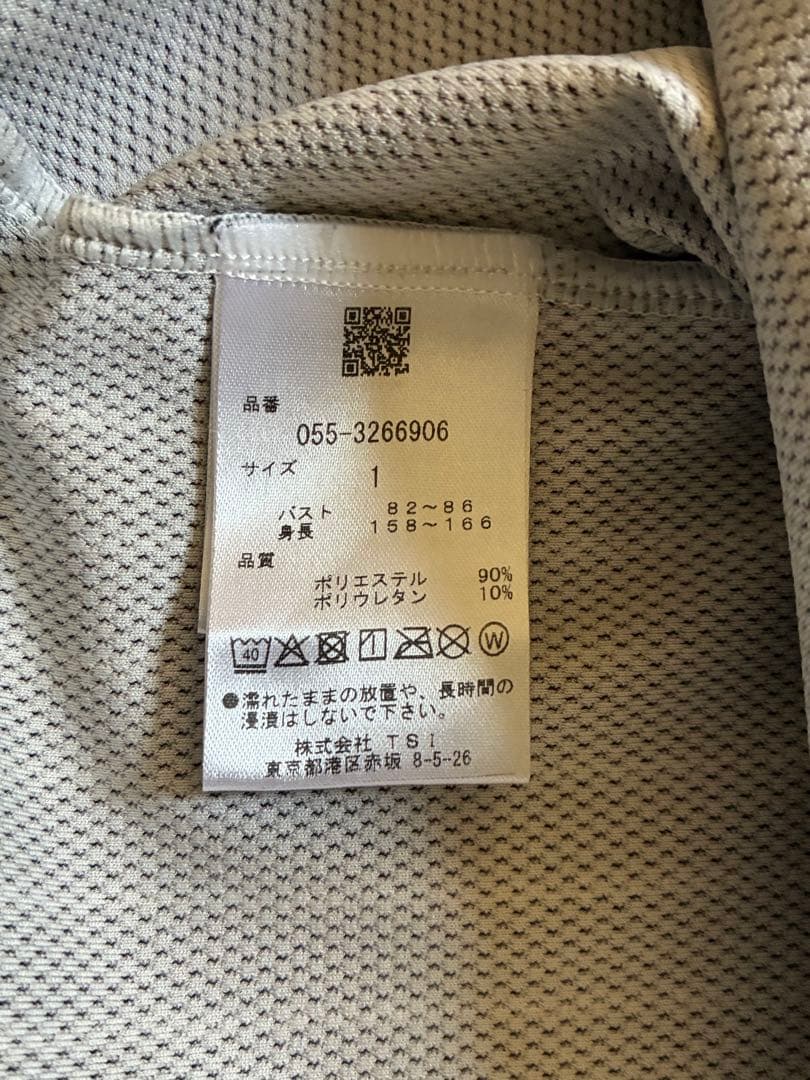 品番
055-3266906
サイズ
1
バスト 82～86
身長 158～166
品質
ポリエステル 90%
ポリウレタン 10%
40 W
●濡れたままの放置や、長時間の
浸漬はしないで下さい。
株式会社 TSI
東京都港区赤坂 8-5-26